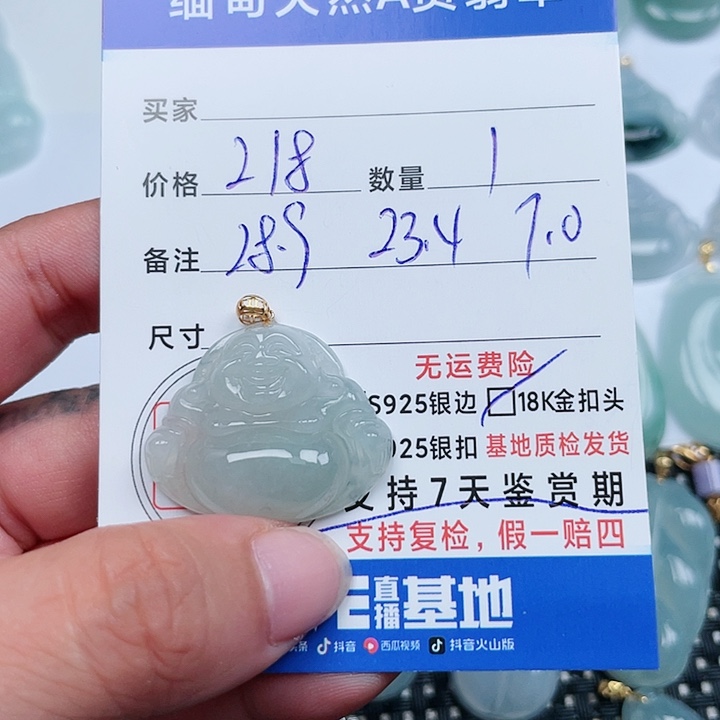 缅甸天然A货翡翠
买家
价格 218 数量 1
备注 28.9 23.4 7.0
尺寸
无运费险
S925银边 18K金扣头
925银扣 基地质检发货
支持7天鉴赏期
支持复检，假一赔四
直播基地
头条 抖音 西瓜视频 抖音火山版